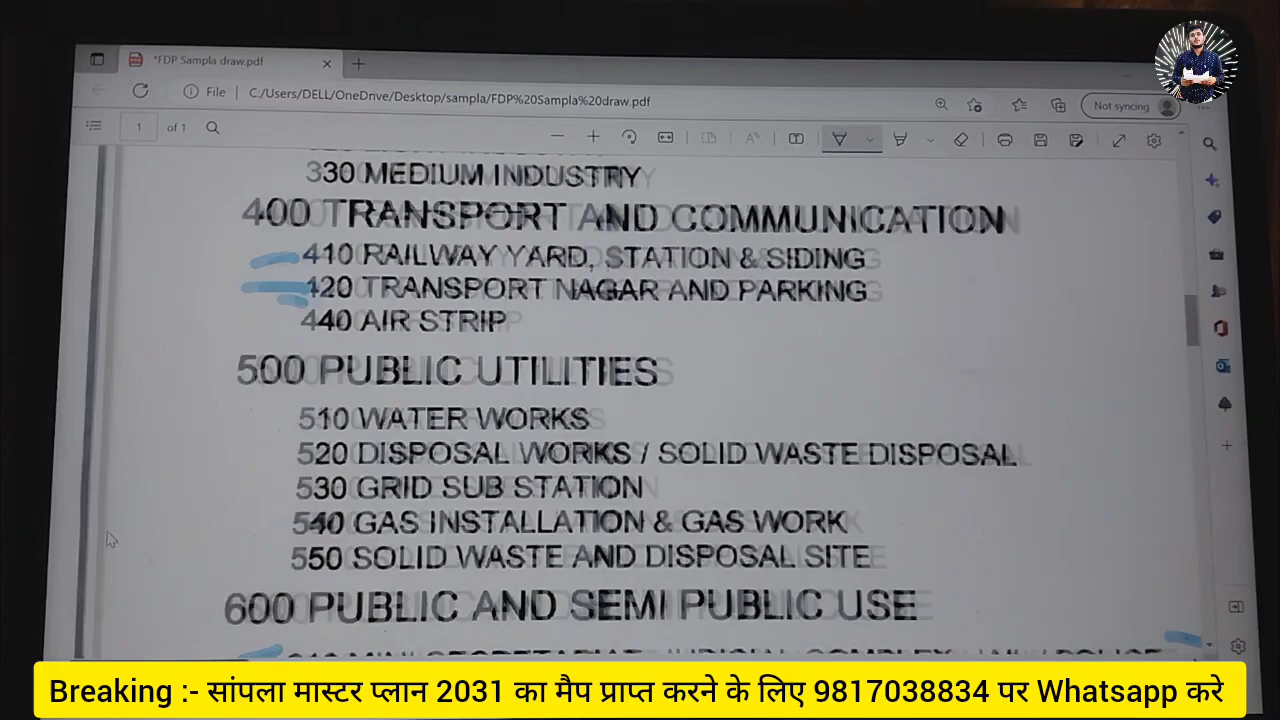 *FDP Sampla draw.pdf
File
C:/Users/DELL/OneDrive/Desktop/sampla/FDP%20Sampla%20draw.pdf
Not syncing
1 of 1
330 MEDIUM INDUSTRY
400 TRANSPORT AND COMMUNICATION
410 RAILWAY YARD, STATION & SIDING
420 TRANSPORT NAGAR AND PARKING
440 AIR STRIP
500 PUBLIC UTILITIES
510 WATER WORKS
520 DISPOSAL WORKS / SOLID WASTE DISPOSAL
530 GRID SUB STATION
540 GAS INSTALLATION & GAS WORK
550 SOLID WASTE AND DISPOSAL SITE
600 PUBLIC AND SEMI PUBLIC USE
Breaking :- सांपला मास्टर प्लान 2031 का मैप प्राप्त करने के लिए 9817038834 पर Whatsapp करे